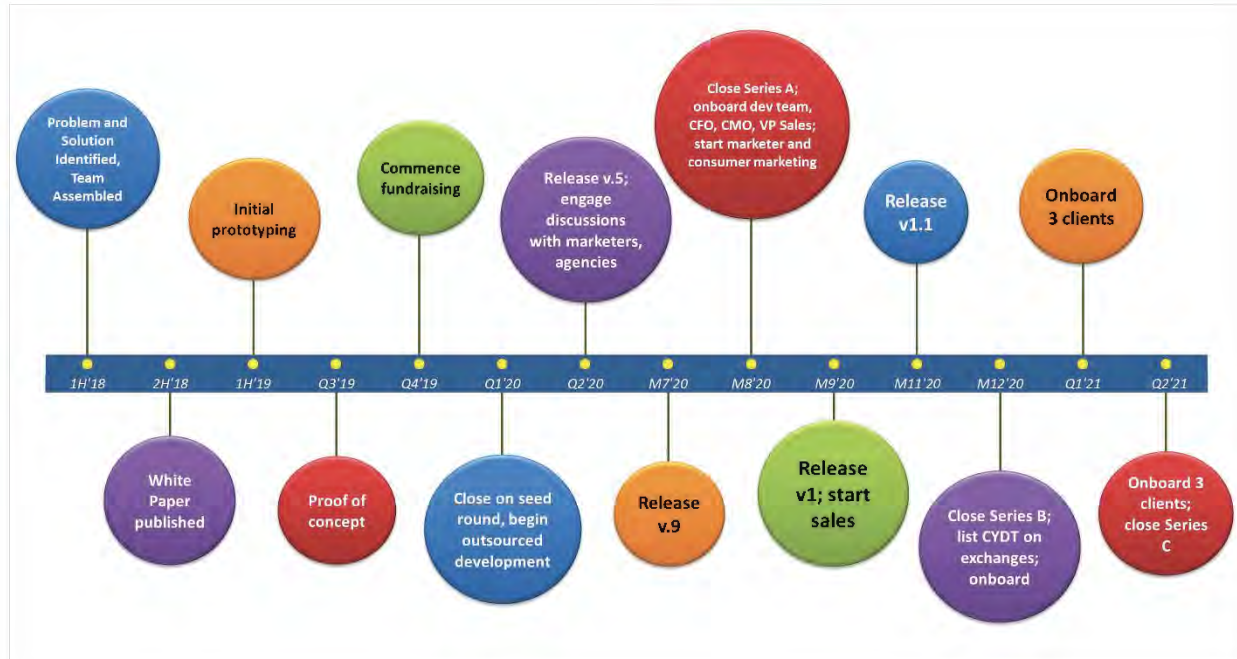 Problem and
Solution
Identified,
Team
Assembled
Initial
prototyping
Commence
fundraising
Release v.5;
engage
discussions
with marketers,
agencies
Close Series A;
onboard dev team,
CFO, CMO, VP Sales;
start marketer and
consumer marketing
Release
v1.1
Onboard
3 clients
1H'18 2H'18 1H'19 Q3'19 Q4'19 Q1'20 Q2'20 M7'20 M8'20 M9'20 M11'20 M12'20 Q1'21 Q2'21
White
Paper
published
Proof of
concept
Close on seed
round, begin
outsourced
development
Release
v.9
Release
v1; start
sales
Close Series B;
list CYDT on
exchanges;
onboard
Onboard 3
clients;
close Series
C